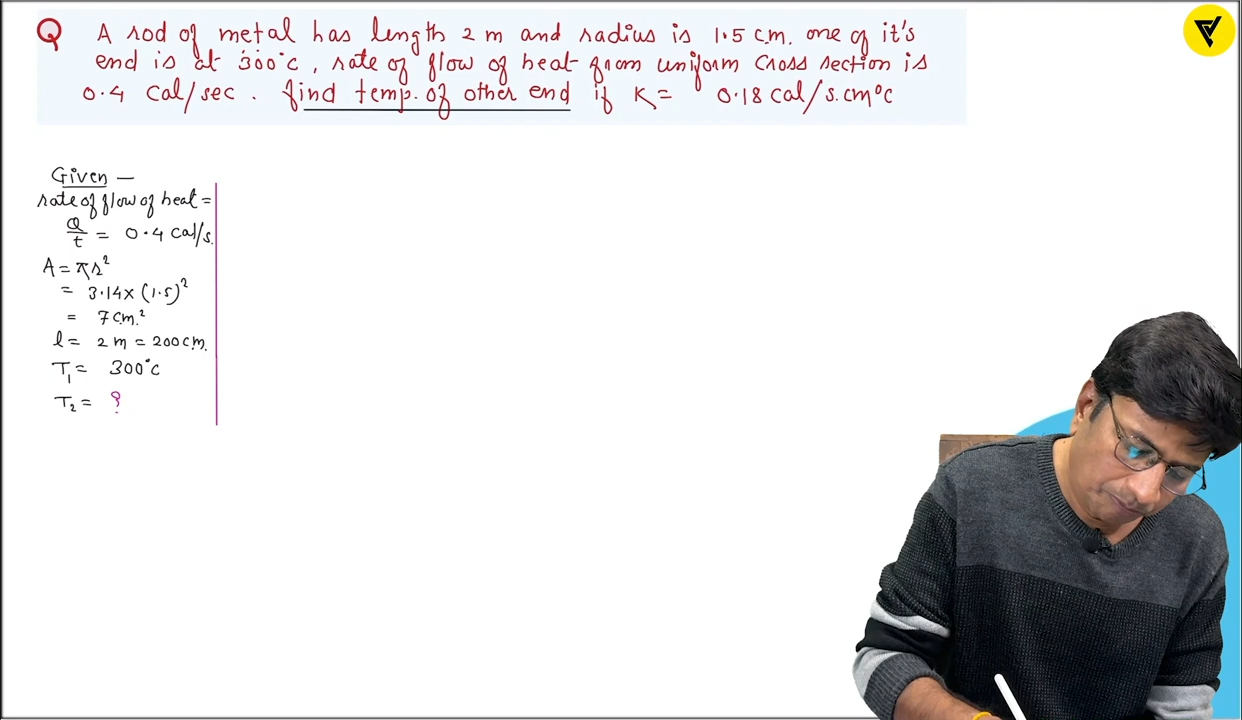 Q A rod of metal has length 2 m and radius is 1.5 c.m. one of it's
end is at 300°c, rate of flow of heat from uniform cross section is
0.4 cal/sec. find temp. of other end if K = 0.18 cal/s.cm°c
Given —
rate of flow of heat =
Q/t = 0.4 cal/s.
A = πr²
= 3.14 x (1.5)²
= 7 cm.²
l = 2 m = 200 cm.
T₁ = 300°c
T₂ = ?